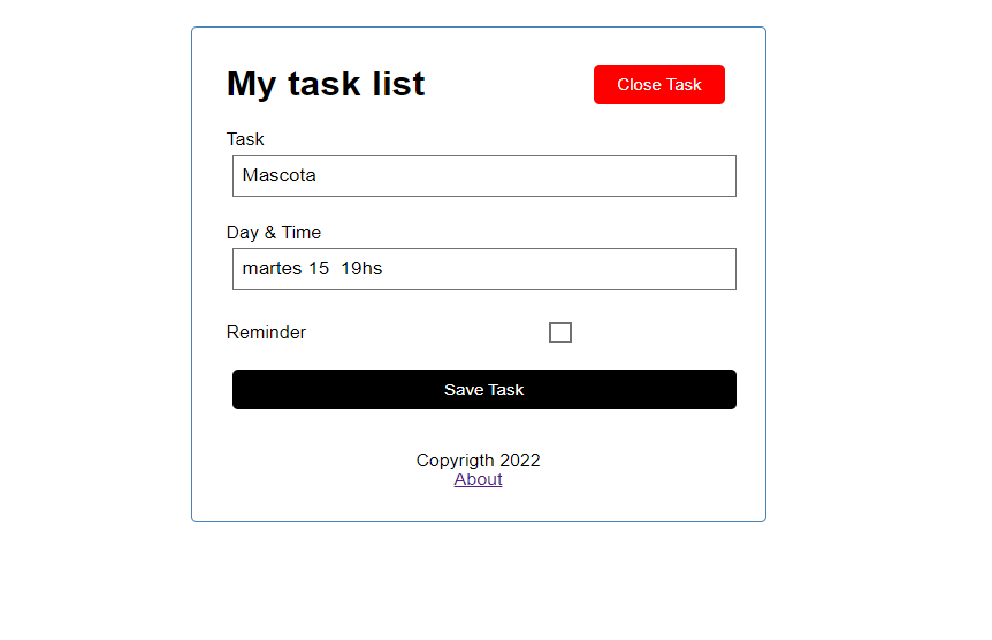 My task list
Close Task
Task
Mascota
Day & Time
martes 15  19hs
Reminder
Save Task
Copyrigth 2022
About